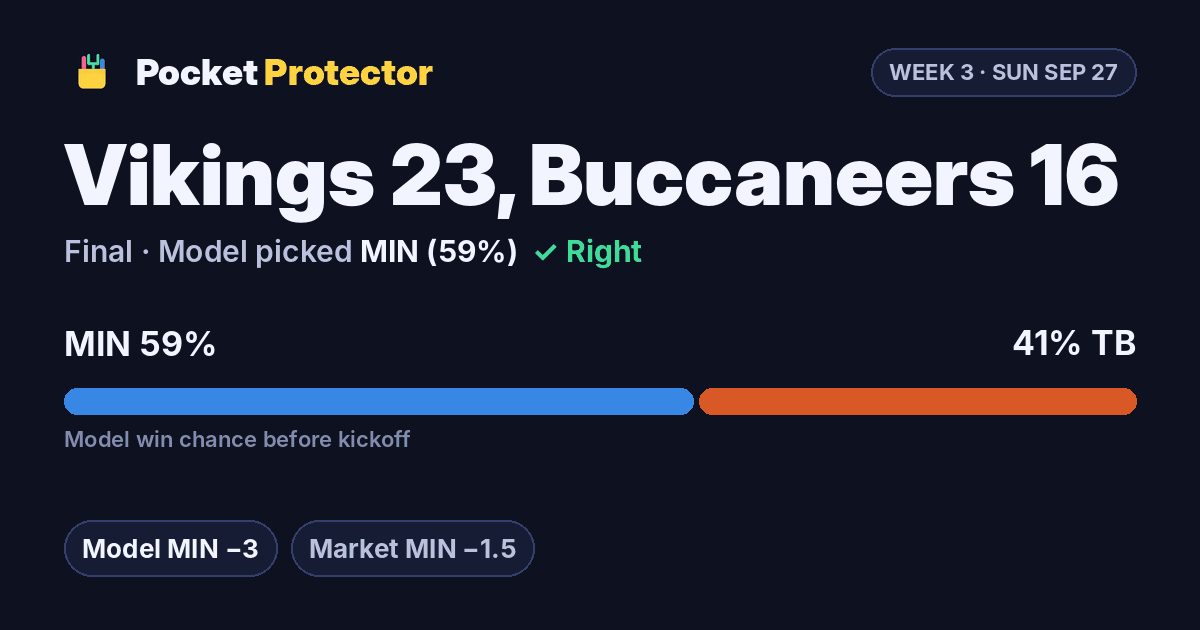 Pocket Protector
WEEK 3 · SUN SEP 27
Vikings 23, Buccaneers 16
Final · Model picked MIN (59%) ✓ Right
MIN 59%
41% TB
Model win chance before kickoff
Model MIN −3
Market MIN −1.5